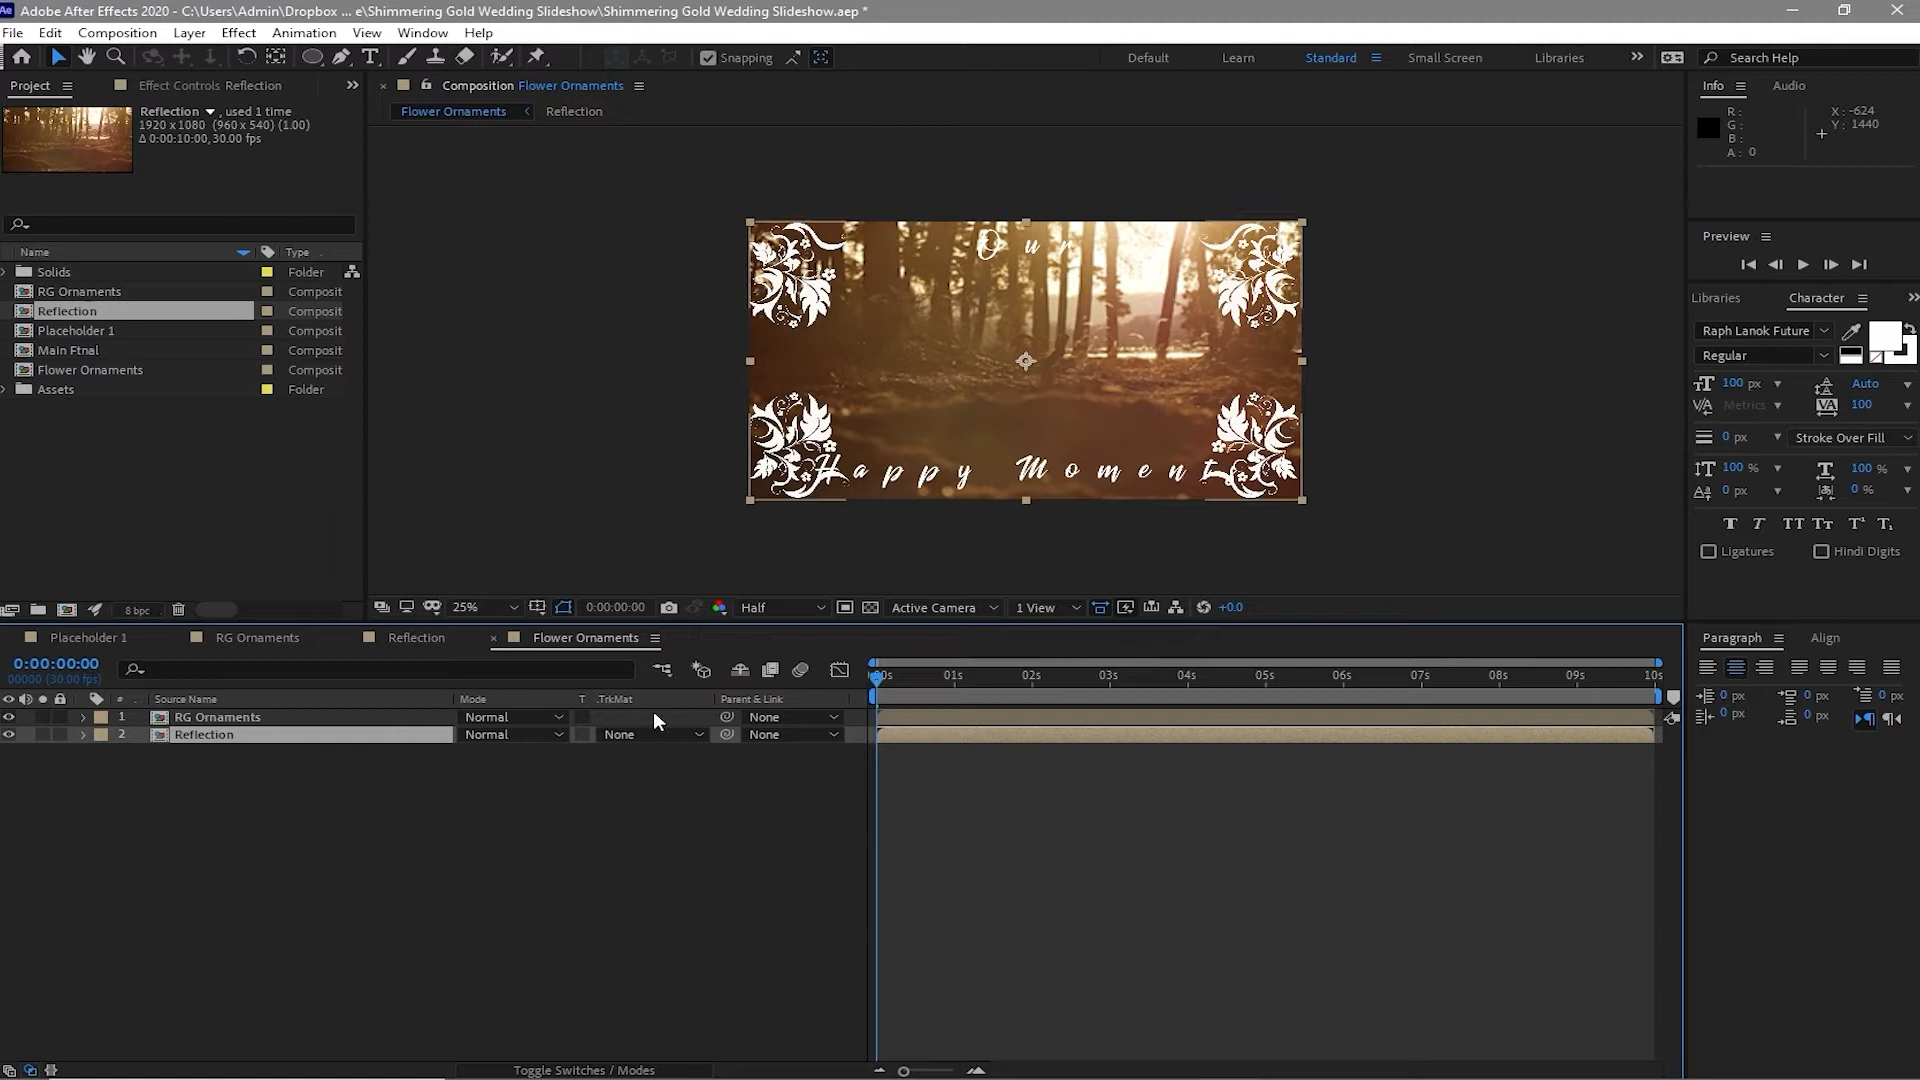 Ae Adobe After Effects 2020 - C:\Users\Admin\Dropbox ... e\Shimmering Gold Wedding Slideshow\Shimmering Gold Wedding Slideshow.aep *
File Edit Composition Layer Effect Animation View Window Help
Snapping Default Learn Standard Small Screen Libraries Search Help
Project Effect Controls Reflection
Composition Flower Ornaments
Info Audio
Reflection , used 1 time
1920 x 1080 (960 x 540) (1.00)
Δ 0:00:10:00, 30.00 fps
Flower Ornaments Reflection
R :
G :
B :
A : 0
X : -624
Y : 1440
Name Type
Solids Folder
RG Ornaments Composit
Reflection Composit
Placeholder 1 Composit
Main Ftnal Composit
Flower Ornaments Composit
Assets Folder
Our
Happy Moment
Preview
Libraries Character
Raph Lanok Future
Regular
100 px Auto
Metrics 100
0 px Stroke Over Fill
100 % 100 %
0 px 0 %
Ligatures Hindi Digits
8 bpc
25% 0:00:00:00 Half Active Camera 1 View +0.0
Placeholder 1 RG Ornaments Reflection Flower Ornaments
Paragraph Align
0:00:00:00
00000 (30.00 fps)
01s 02s 03s 04s 05s 06s 07s 08s 09s 10s
# Source Name Mode T .TrkMat Parent & Link
1 RG Ornaments Normal None
2 Reflection Normal None None
0 px 0 px 0 px
0 px 0 px
Toggle Switches / Modes